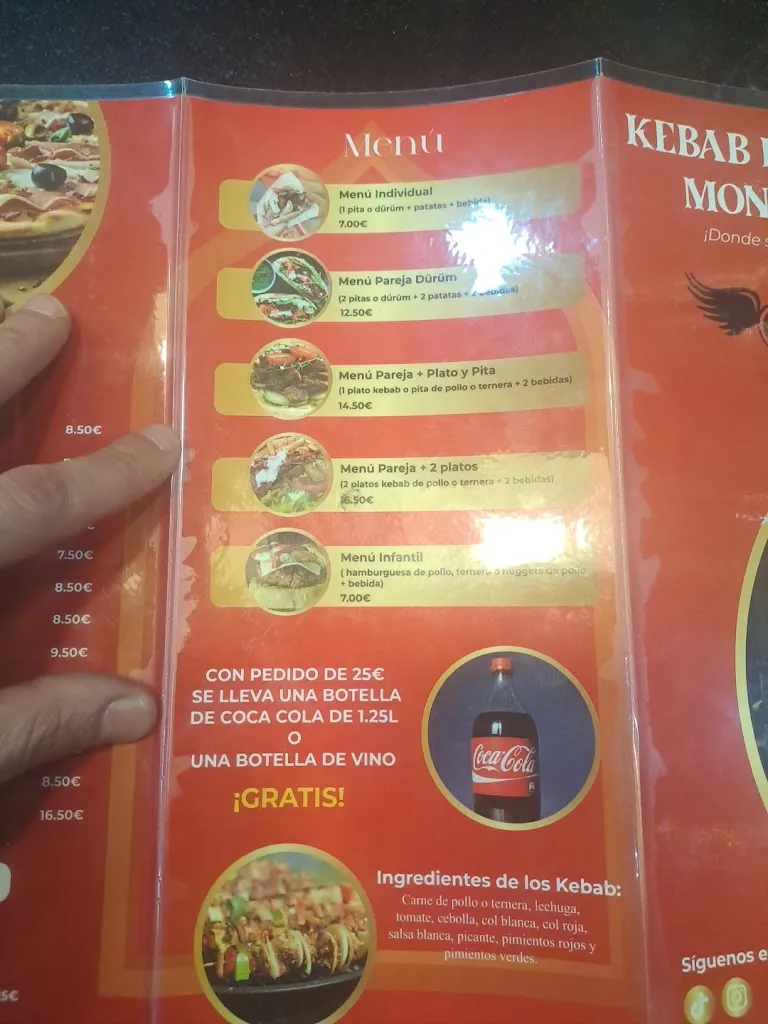 8.50€
7.50€
8.50€
8.50€
9.50€
8.50€
16.50€
5€
Menú
Menú Individual
(1 pita o dürüm + patatas + bebida)
7.00€
Menú Pareja Dürüm
(2 pitas o dürüm + 2 patatas + 2 bebidas)
12.50€
Menú Pareja + Plato y Pita
(1 plato kebab o pita de pollo o ternera + 2 bebidas)
14.50€
Menú Pareja + 2 platos
(2 platos kebab de pollo o ternera + 2 bebidas)
16.50€
Menú Infantil
( hamburguesa de pollo, ternera o nuggets de pollo
+ bebida)
7.00€
CON PEDIDO DE 25€
SE LLEVA UNA BOTELLA
DE COCA COLA DE 1.25L
O
UNA BOTELLA DE VINO
¡GRATIS!
Coca-Cola
Ingredientes de los Kebab:
Carne de pollo o ternera, lechuga,
tomate, cebolla, col blanca, col roja,
salsa blanca, picante, pimientos rojos y
pimientos verdes.
KEBAB
MON
¡Donde s
Síguenos e